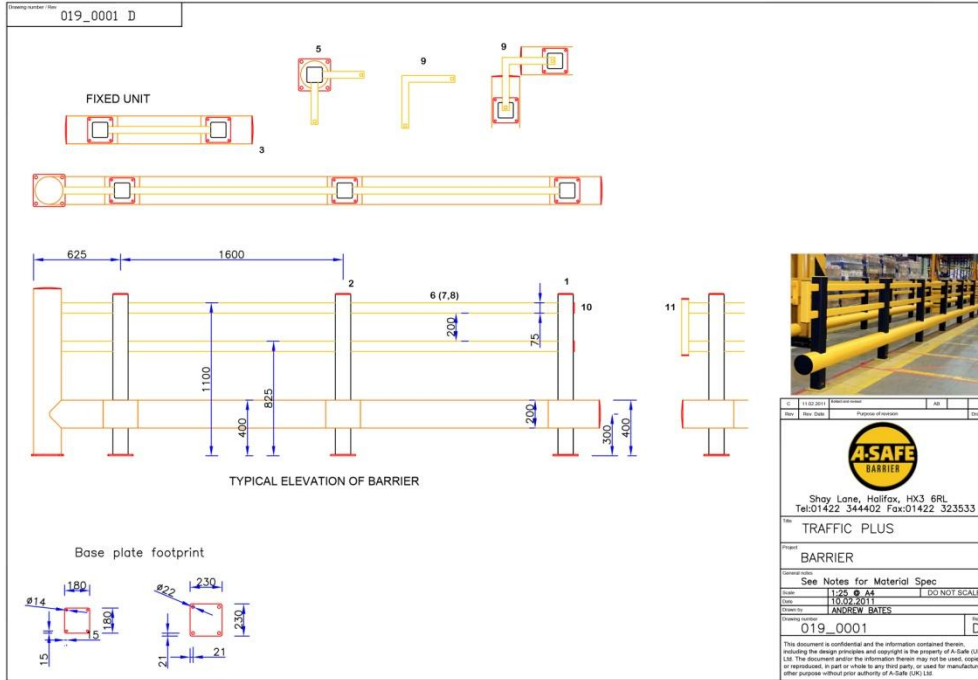 Drawing number / Rev
019_0001 D
5
9
9
FIXED UNIT
3
625
1600
2
1
6 (7,8)
10
11
200
75
1100
825
400
200
300
400
TYPICAL ELEVATION OF BARRIER
Base plate footprint
180
ø14
180
15
15
230
ø22
230
21
21
C 11.02.2011 AB
Rev Rev. Date Purpose of revision
A-SAFE
BARRIER
Shay Lane, Halifax, HX3 6RL
Tel:01422 344402 Fax:01422 323533
Title
TRAFFIC PLUS
Project
BARRIER
General notes
See Notes for Material Spec
Scale 1:25 @ A4 DO NOT SCALE
Date 10.02.2011
Drawn by ANDREW BATES
Drawing number
019_0001
This document is confidential and the information contained therein,
including the design principles and copyright is the property of A-Safe (U
Ltd. The document and/or the information therein may not be used, copie
or reproduced, in part or whole to any third party, or used for manufactur
other purpose without prior authority of A-Safe (UK) Ltd.